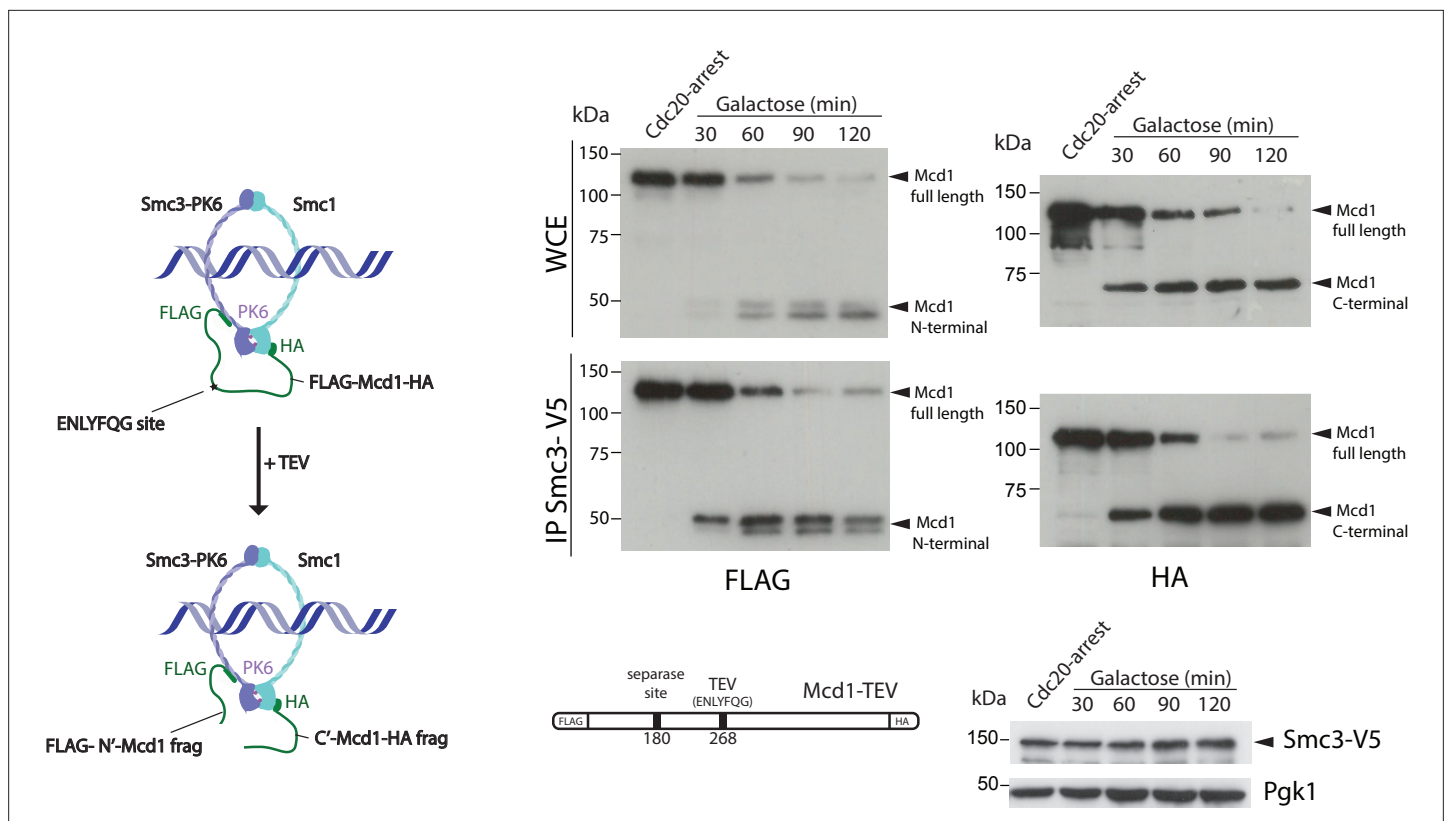 Smc3-PK6
Smc1
FLAG
PK6
HA
FLAG-Mcd1-HA
ENLYFQG site
+ TEV
Smc3-PK6
Smc1
FLAG
PK6
HA
FLAG- N'-Mcd1 frag
C'-Mcd1-HA frag
kDa
Cdc20-arrest
Galactose (min)
30 60 90 120
WCE
150
100
75
50
Mcd1
full length
Mcd1
N-terminal
IP Smc3- V5
150
100
75
50
Mcd1
full length
Mcd1
N-terminal
FLAG
kDa
Cdc20-arrest
Galactose (min)
30 60 90 120
150
100
75
Mcd1
full length
Mcd1
C-terminal
150
100
75
Mcd1
full length
Mcd1
C-terminal
HA
separase
site
TEV
(ENLYFQG)
Mcd1-TEV
FLAG
HA
180
268
kDa
Cdc20-arrest
Galactose (min)
30 60 90 120
150
Smc3-V5
50
Pgk1